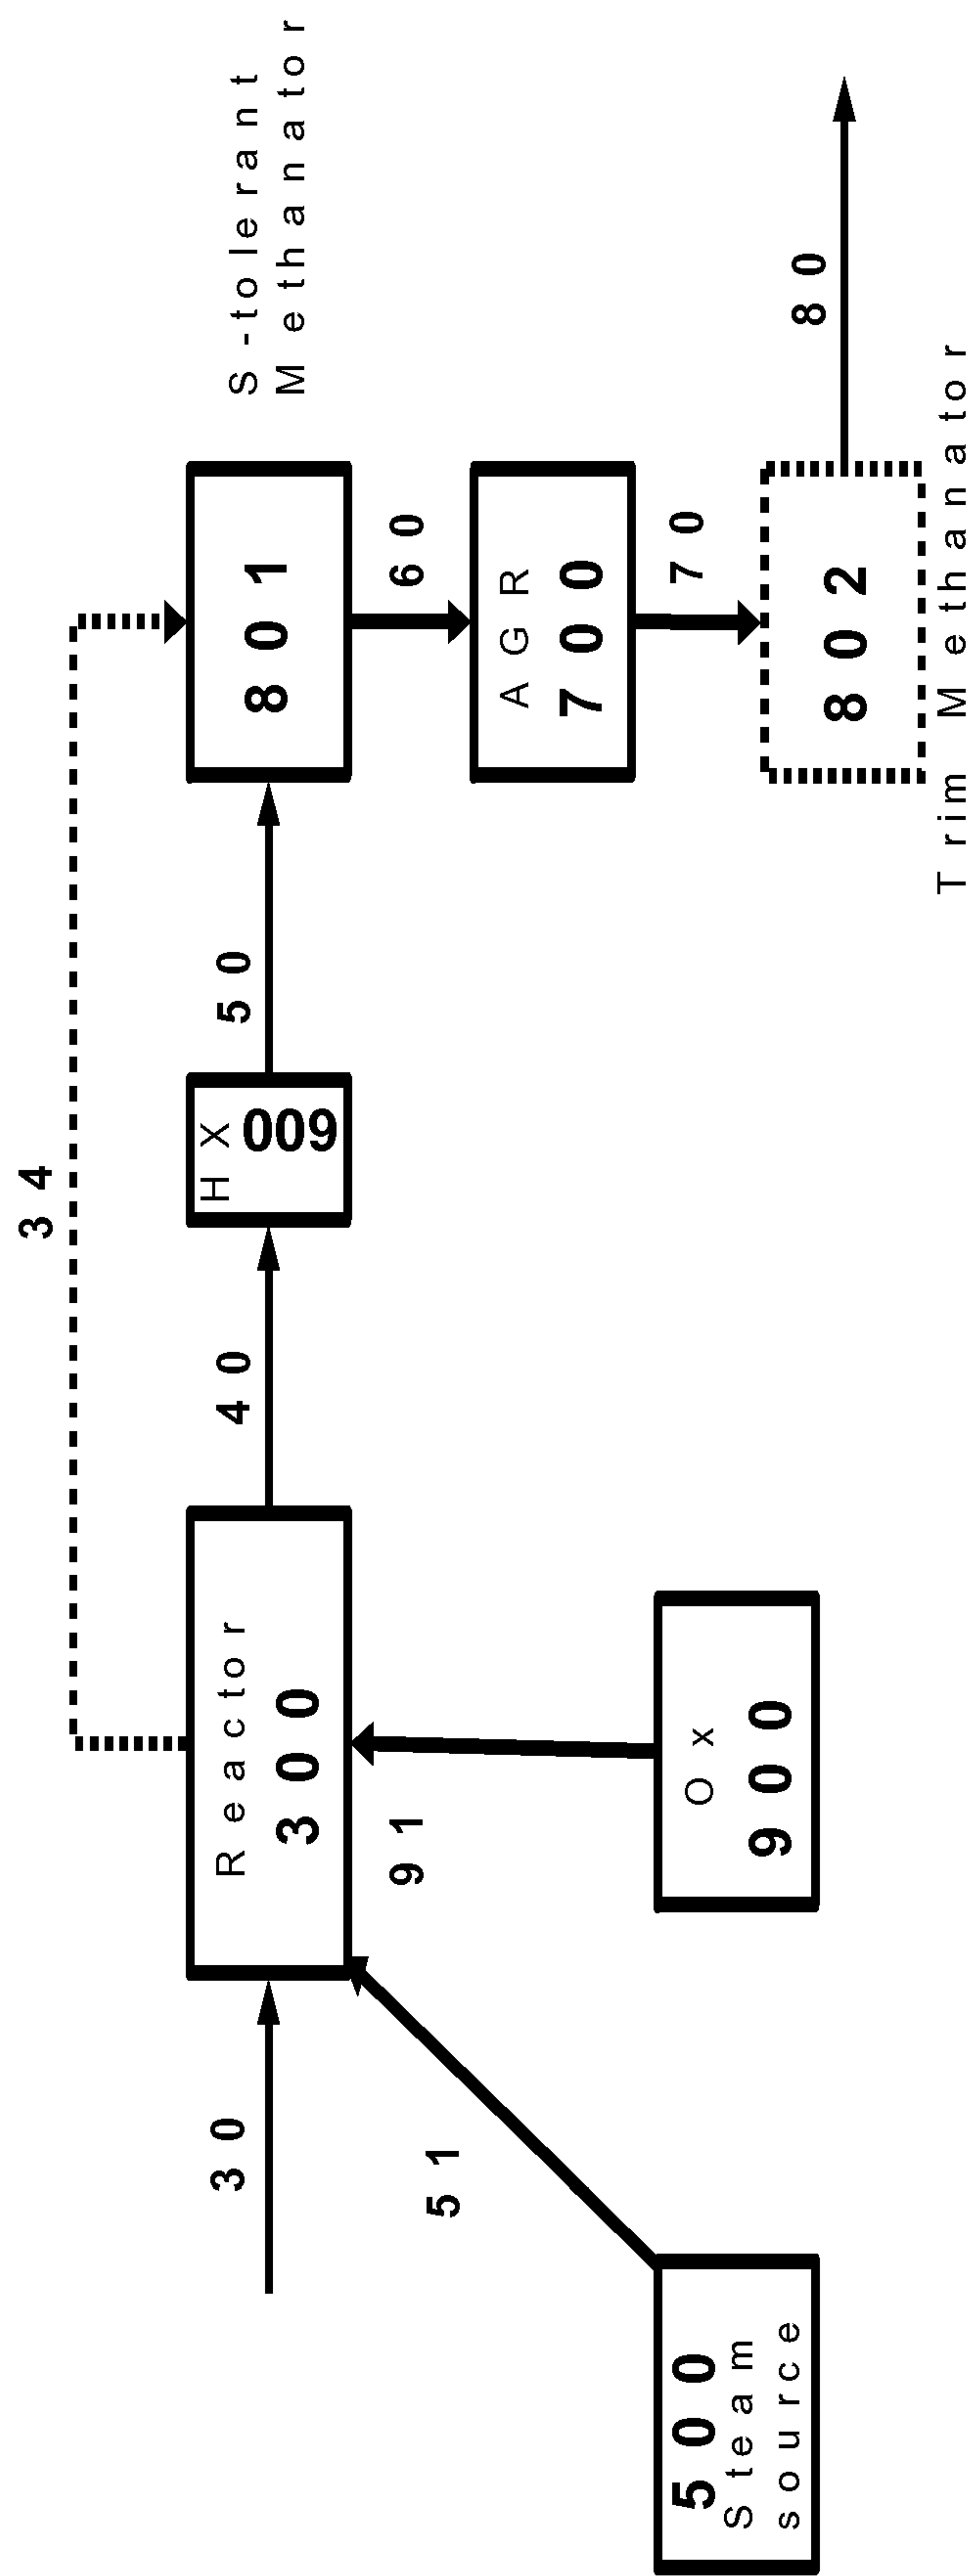 34
S-tolerant
Methanator
30
Reactor
300
40
HX
009
50
801
60
51
91
AGR
700
70
500
Steam
source
Ox
900
80
802
Trim Methanator